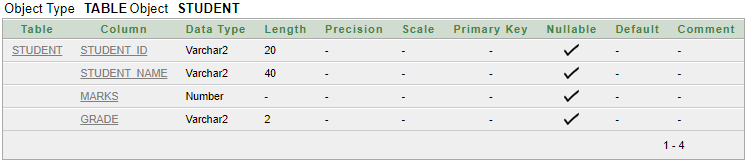 Object Type TABLE Object STUDENT
Table Column Data Type Length Precision Scale Primary Key Nullable Default Comment
STUDENT STUDENT_ID Varchar2 20 - - - ✓ - -
STUDENT_NAME Varchar2 40 - - - ✓ - -
MARKS Number - - - - ✓ - -
GRADE Varchar2 2 - - - ✓ - -
1 - 4